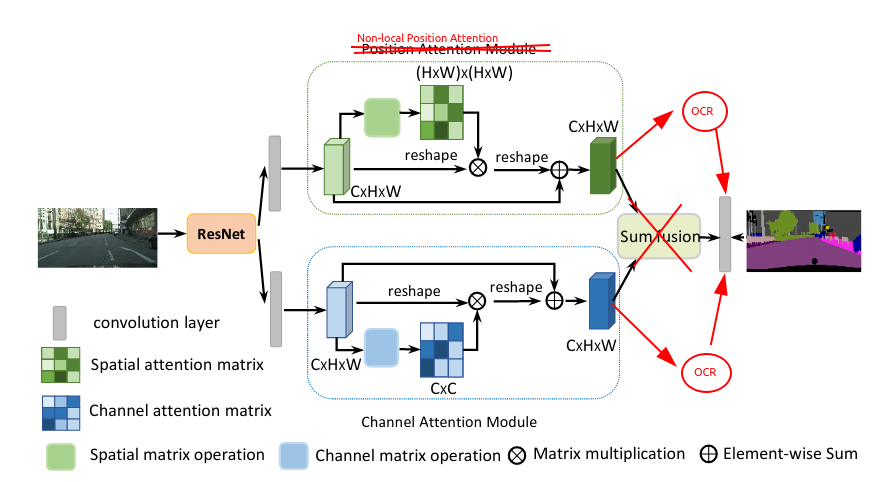 Non-local Position Attention
Position Attention Module
(HxW)x(HxW)
OCR
CxHxW
reshape
reshape
CxHxW
ResNet
Sum fusion
reshape
reshape
convolution layer
CxHxW
CxHxW
Spatial attention matrix
OCR
CxC
Channel attention matrix
Channel Attention Module
Spatial matrix operation
Channel matrix operation
Matrix multiplication
Element-wise Sum